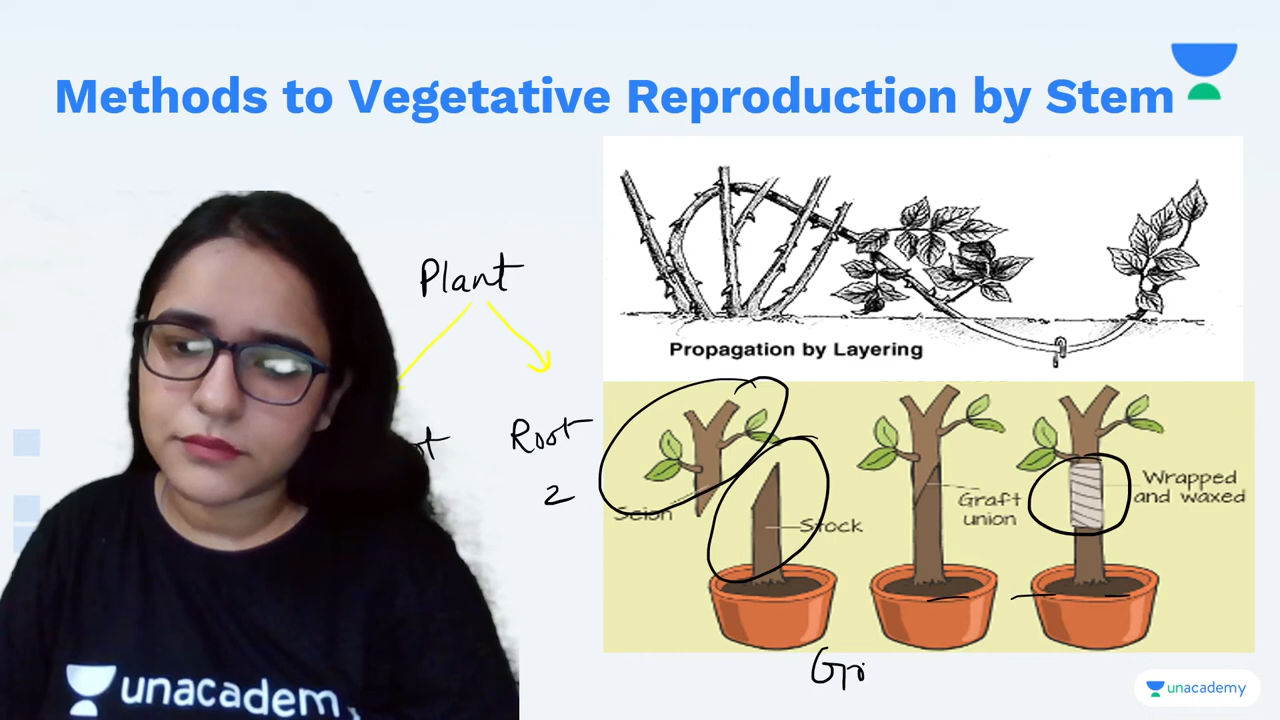 Methods to Vegetative Reproduction by Stem
Plant
Root
2
Propagation by Layering
Scion
Stock
Graft
union
Wrapped
and waxed
unacademy
unacademy